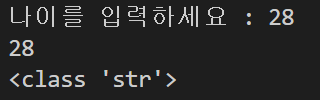 나이를 입력하세요 : 28
28
<class 'str'>